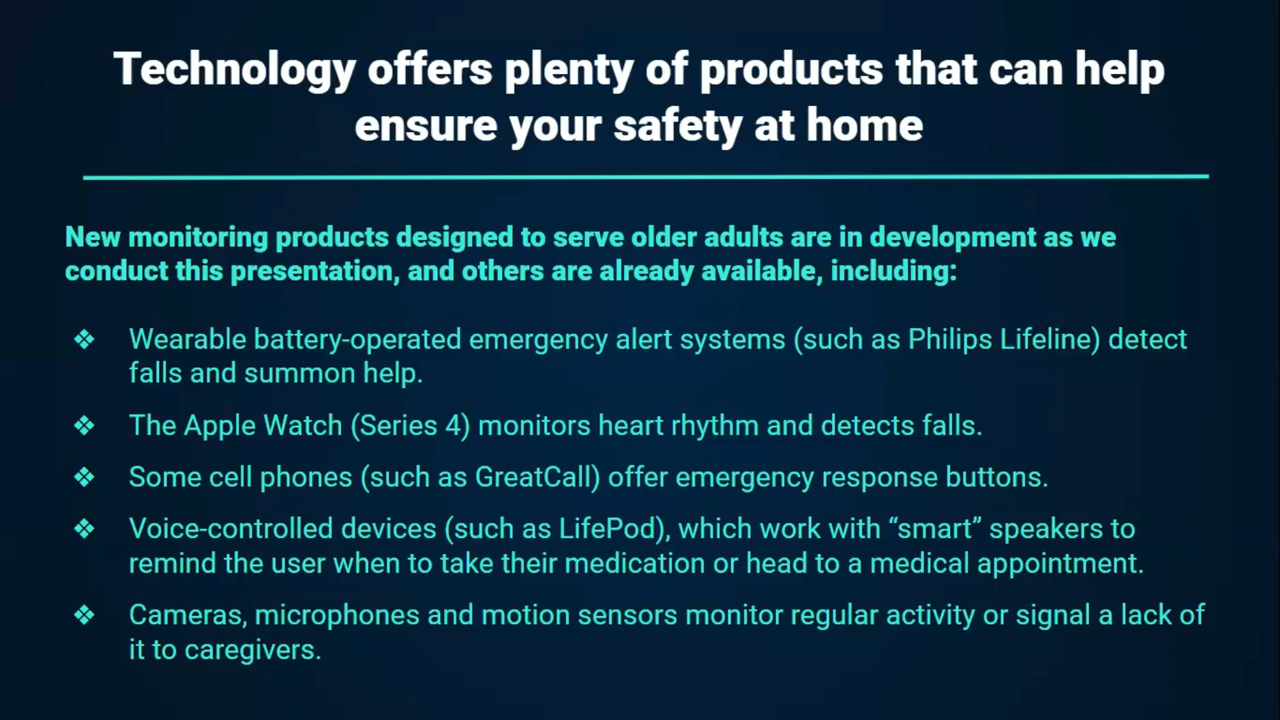 Technology offers plenty of products that can help
ensure your safety at home
New monitoring products designed to serve older adults are in development as we
conduct this presentation, and others are already available, including:
❖ Wearable battery-operated emergency alert systems (such as Philips Lifeline) detect
falls and summon help.
❖ The Apple Watch (Series 4) monitors heart rhythm and detects falls.
❖ Some cell phones (such as GreatCall) offer emergency response buttons.
❖ Voice-controlled devices (such as LifePod), which work with “smart” speakers to
remind the user when to take their medication or head to a medical appointment.
❖ Cameras, microphones and motion sensors monitor regular activity or signal a lack of
it to caregivers.